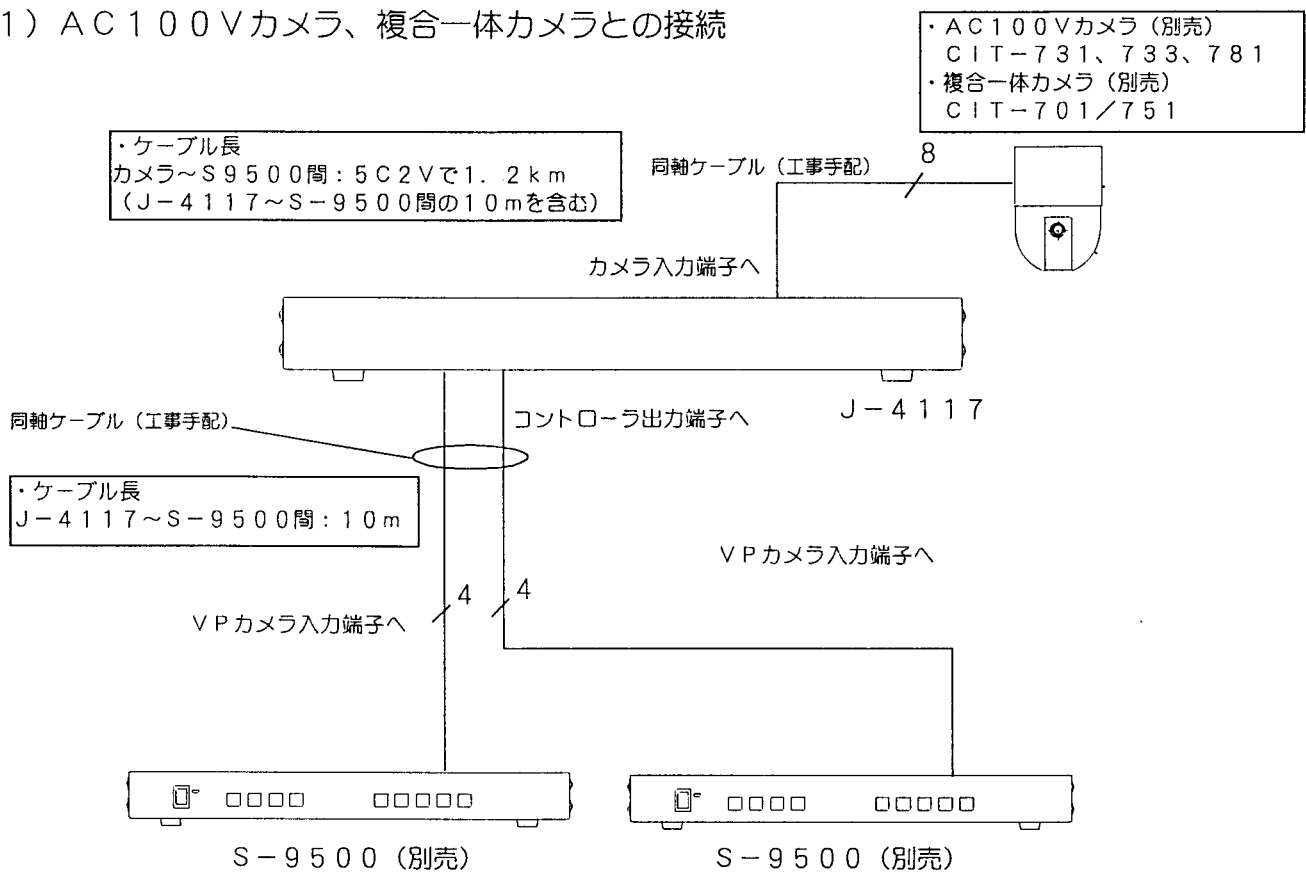 1）AC100Vカメラ、複合一体カメラとの接続
・AC100Vカメラ（別売）
CIT－731、733、781
・複合一体カメラ（別売）
CIT－701／751
・ケーブル長
カメラ～S9500間：5C2Vで1．2km
（J－4117～S－9500間の10mを含む）
同軸ケーブル（工事手配）
8
カメラ入力端子へ
J－4117
同軸ケーブル（工事手配）
コントローラ出力端子へ
・ケーブル長
J－4117～S－9500間：10m
VPカメラ入力端子へ
4
4
VPカメラ入力端子へ
S－9500（別売）
S－9500（別売）